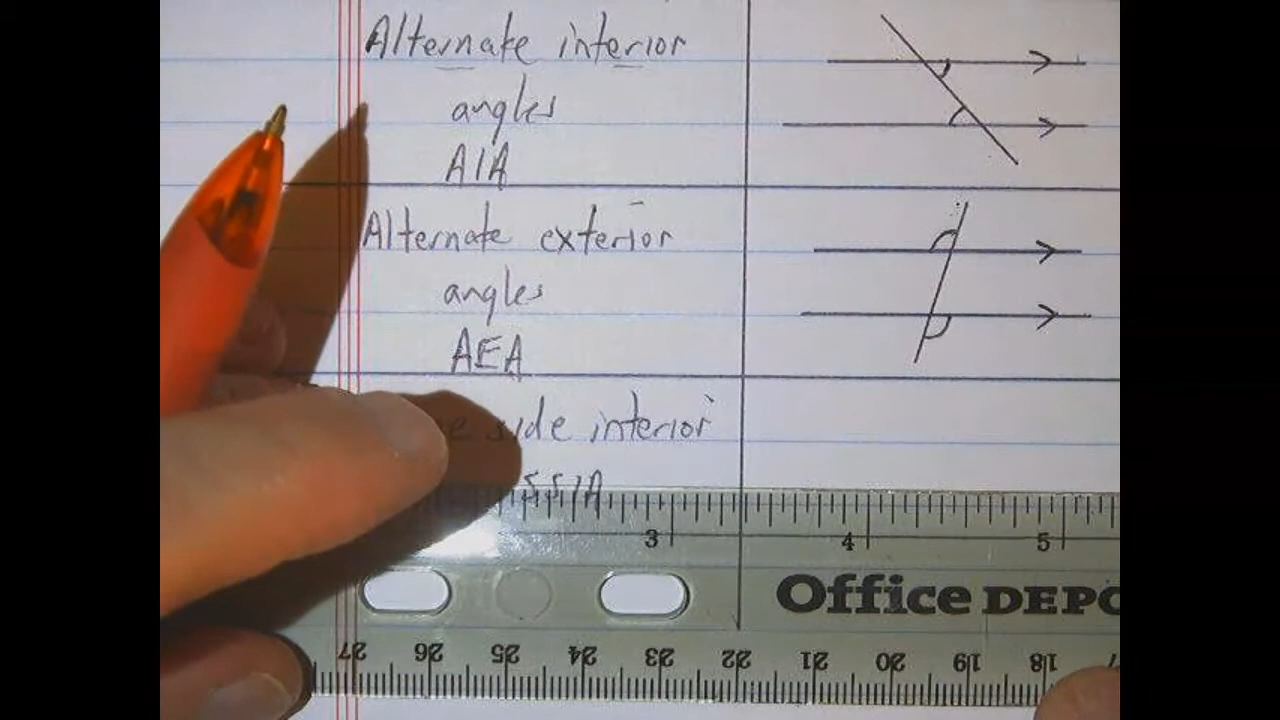 Alternate interior
angles
AIA
Alternate exterior
angles
AEA
side interior
SSIA
3 4 5
Office DEPO
27 26 25 24 23 22 21 20 19 18